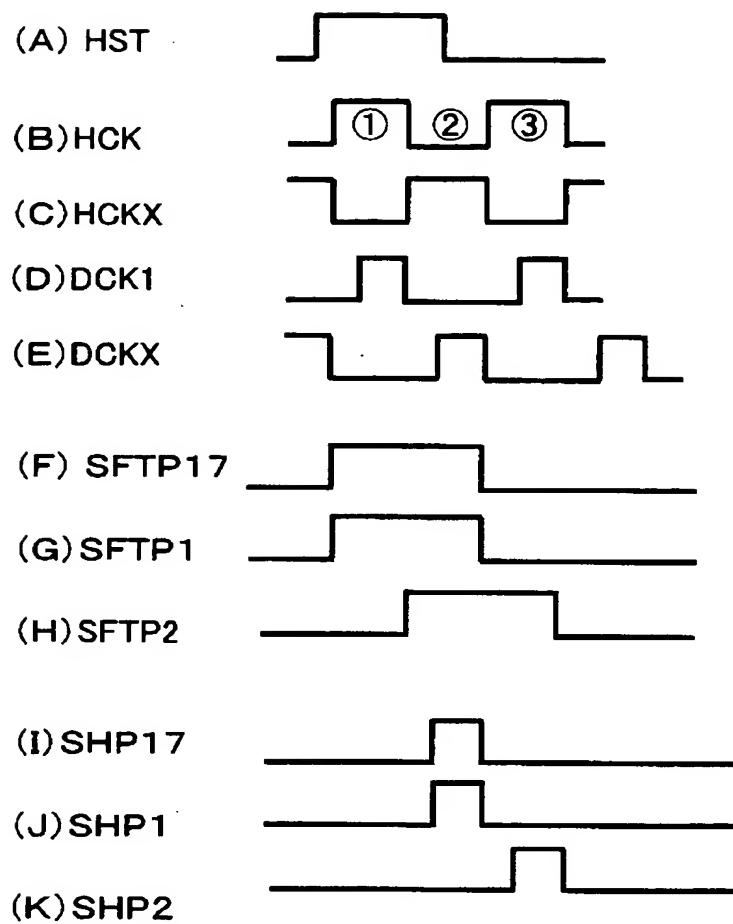 (A) HST
(B)HCK ① ② ③
(C)HCKX
(D)DCK1
(E)DCKX
(F) SFTP17
(G)SFTP1
(H)SFTP2
(I)SHP17
(J)SHP1
(K)SHP2